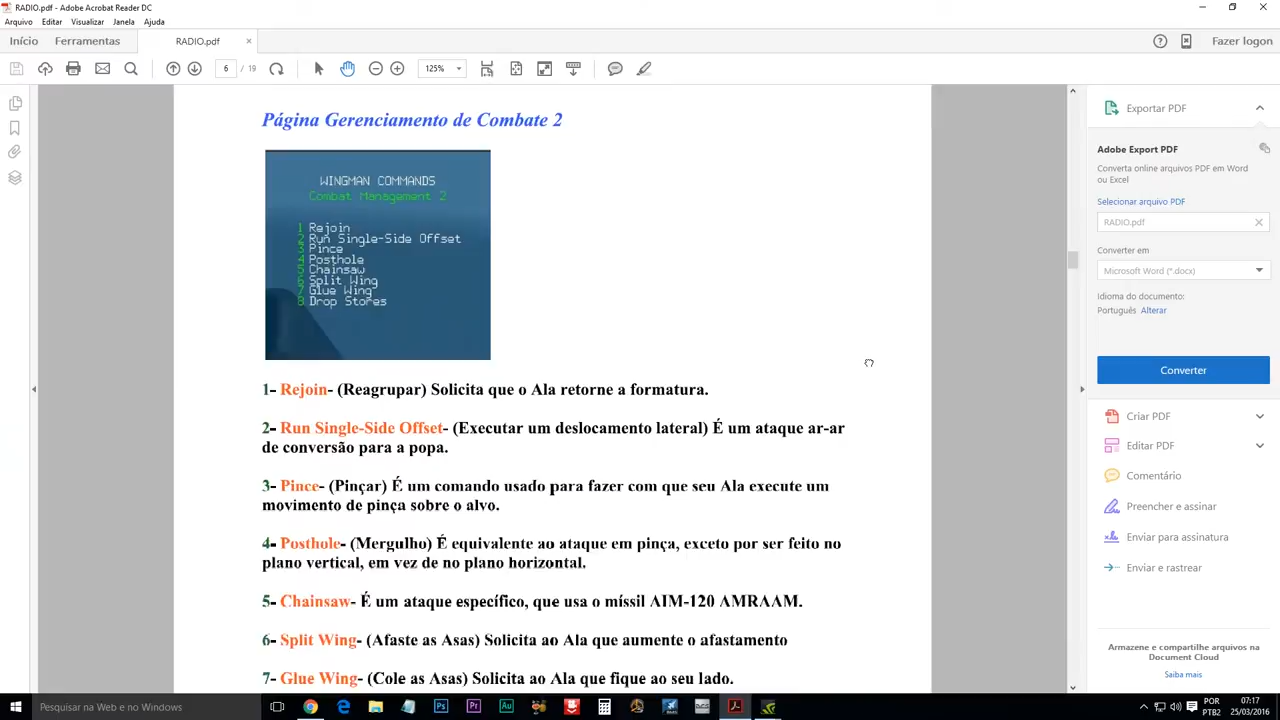 RADIO.pdf - Adobe Acrobat Reader DC
Arquivo Editar Visualizar Janela Ajuda
Início Ferramentas RADIO.pdf Fazer logon
6 / 19 125%
Página Gerenciamento de Combate 2
WINGMAN COMMANDS
Combat Management 2
1 Rejoin
2 Run Single-Side Offset
3 Pince
4 Posthole
5 Chainsaw
6 Split Wing
7 Glue Wing
8 Drop Stores
1- Rejoin- (Reagrupar) Solicita que o Ala retorne a formatura.
2- Run Single-Side Offset- (Executar um deslocamento lateral) É um ataque ar-ar
de conversão para a popa.
3- Pince- (Pinçar) É um comando usado para fazer com que seu Ala execute um
movimento de pinça sobre o alvo.
4- Posthole- (Mergulho) É equivalente ao ataque em pinça, exceto por ser feito no
plano vertical, em vez de no plano horizontal.
5- Chainsaw- É um ataque específico, que usa o míssil AIM-120 AMRAAM.
6- Split Wing- (Afaste as Asas) Solicita ao Ala que aumente o afastamento
7- Glue Wing- (Cole as Asas) Solicita ao Ala que fique ao seu lado.
Exportar PDF
Adobe Export PDF
Converta online arquivos PDF em Word
ou Excel
Selecionar arquivo PDF
RADIO.pdf
Converter em
Microsoft Word (*.docx)
Idioma do documento:
Português Alterar
Converter
Criar PDF
Editar PDF
Comentário
Preencher e assinar
Enviar para assinatura
Enviar e rastrear
Armazene e compartilhe arquivos na
Document Cloud
Saiba mais
Pesquisar na Web e no Windows
POR
PTB2
07:17
25/03/2016